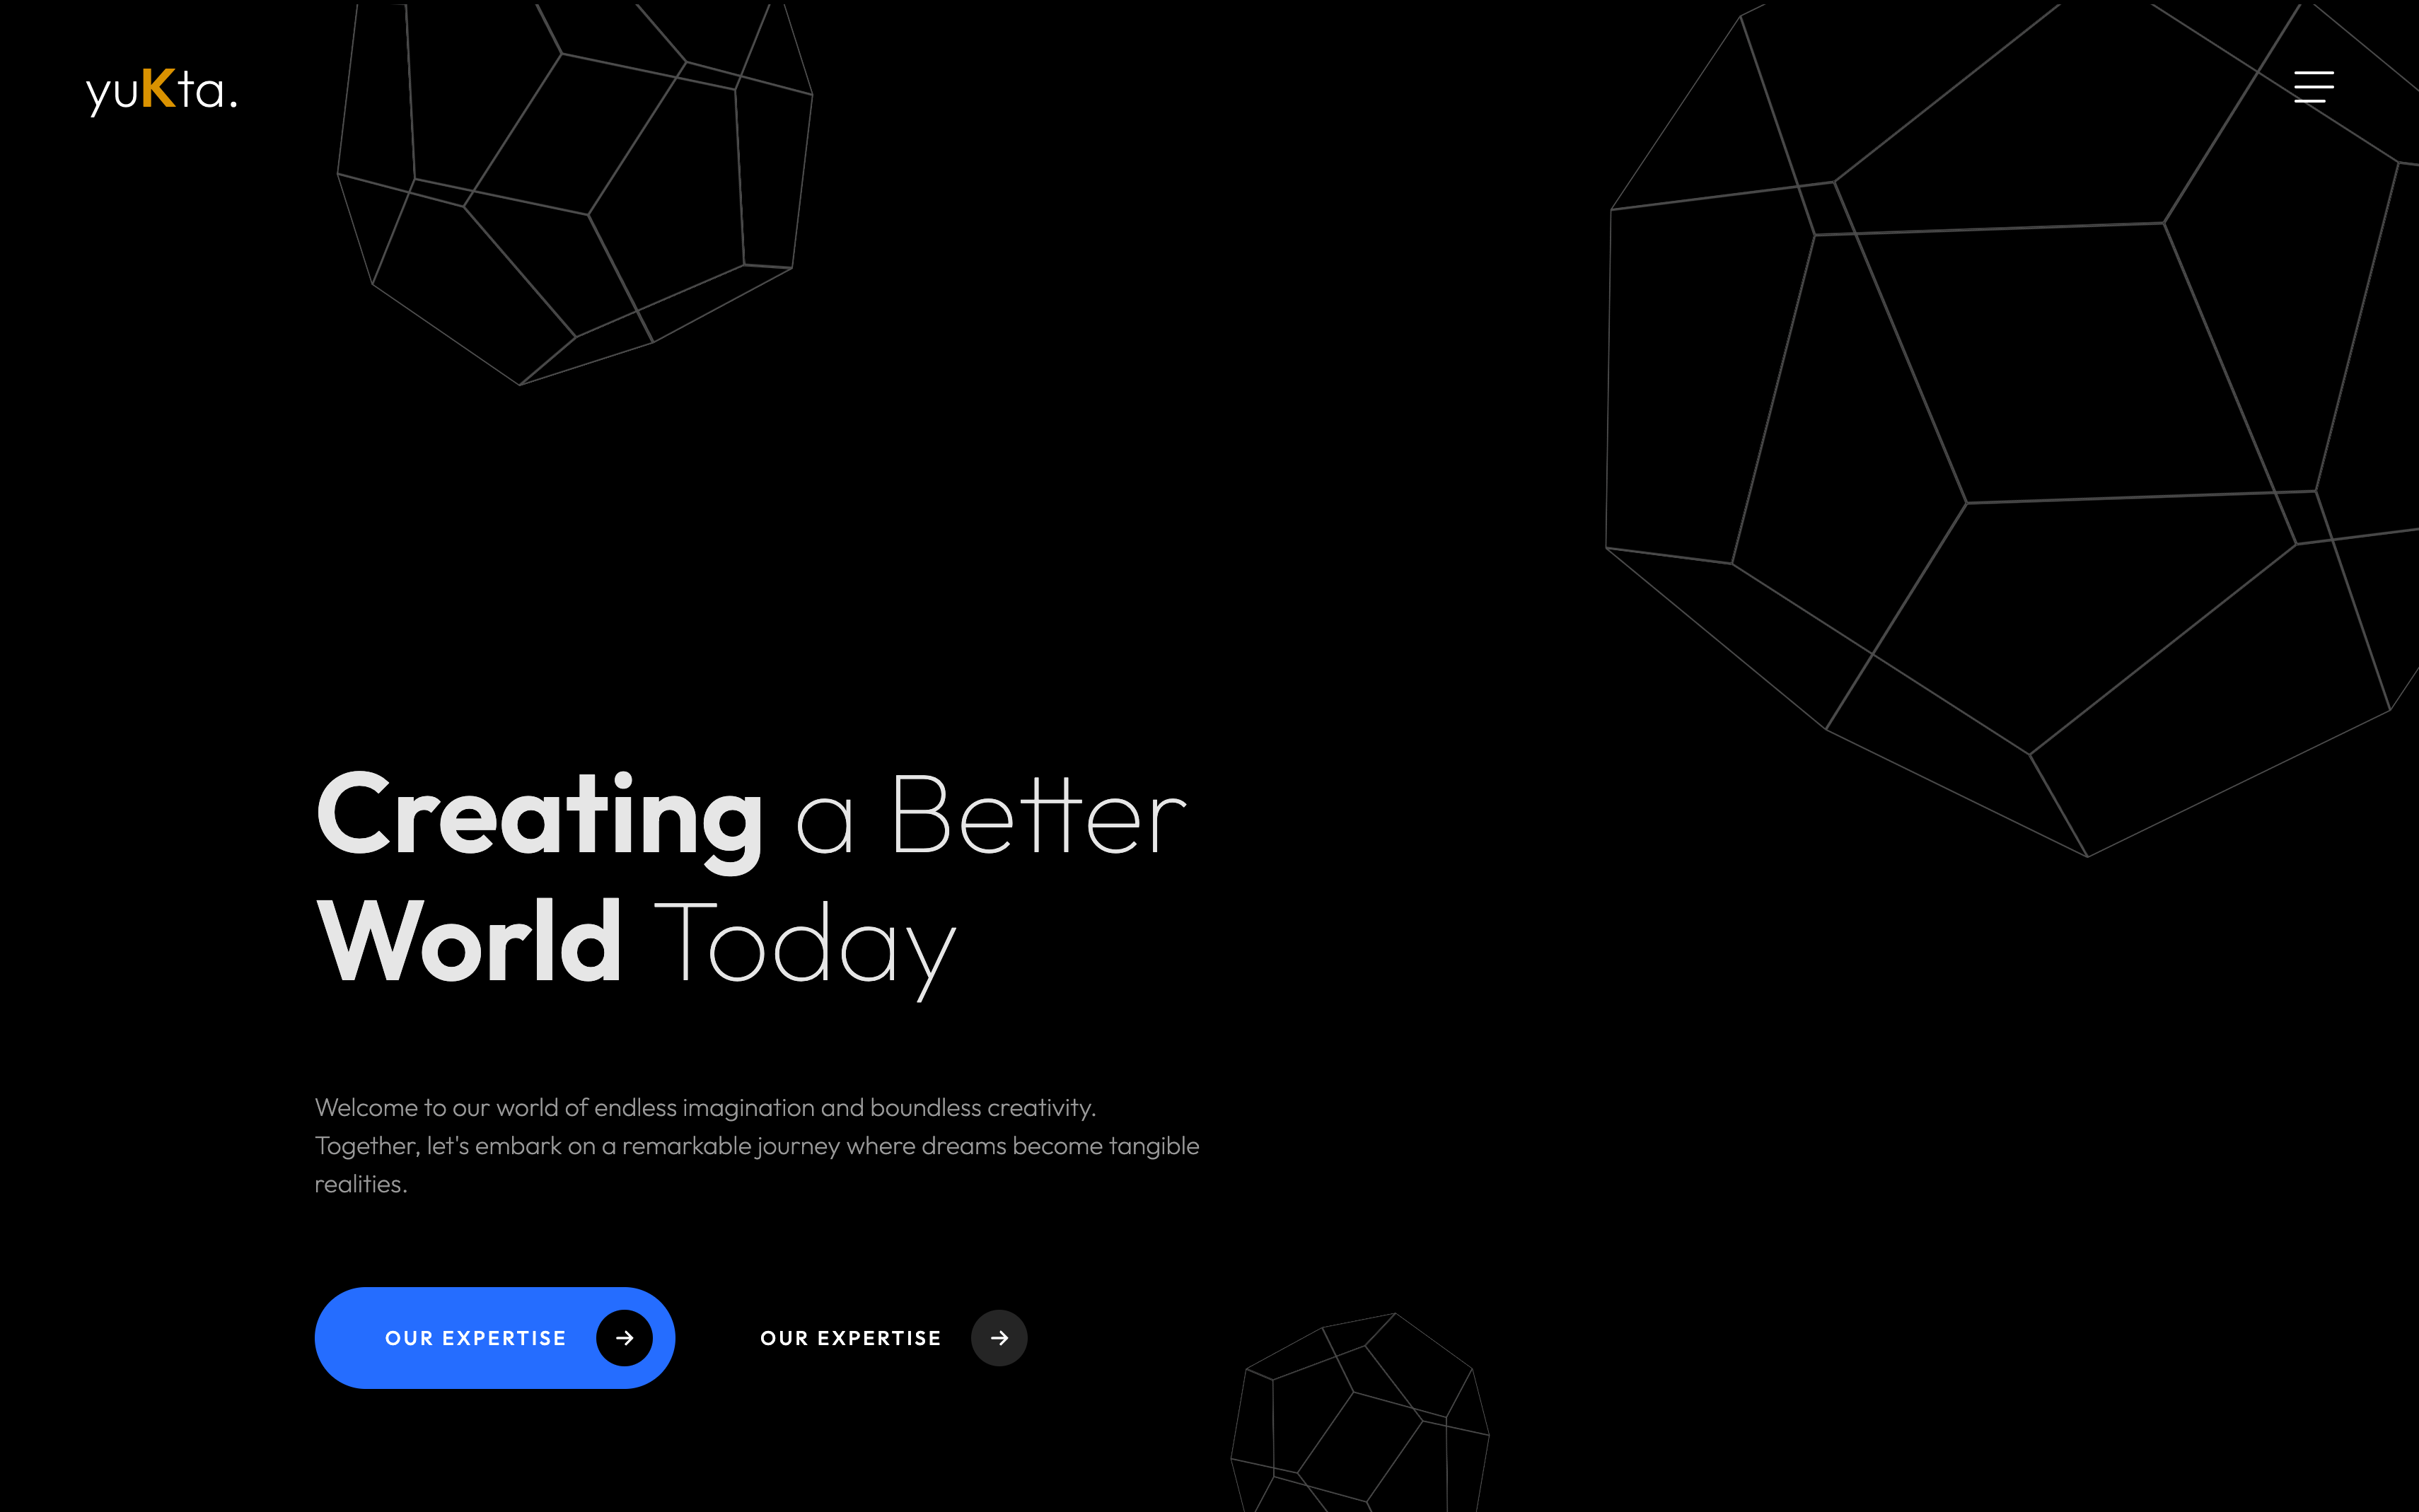 yuKta.
Creating a Better
World Today
Welcome to our world of endless imagination and boundless creativity.
Together, let's embark on a remarkable journey where dreams become tangible
realities.
OUR EXPERTISE
OUR EXPERTISE